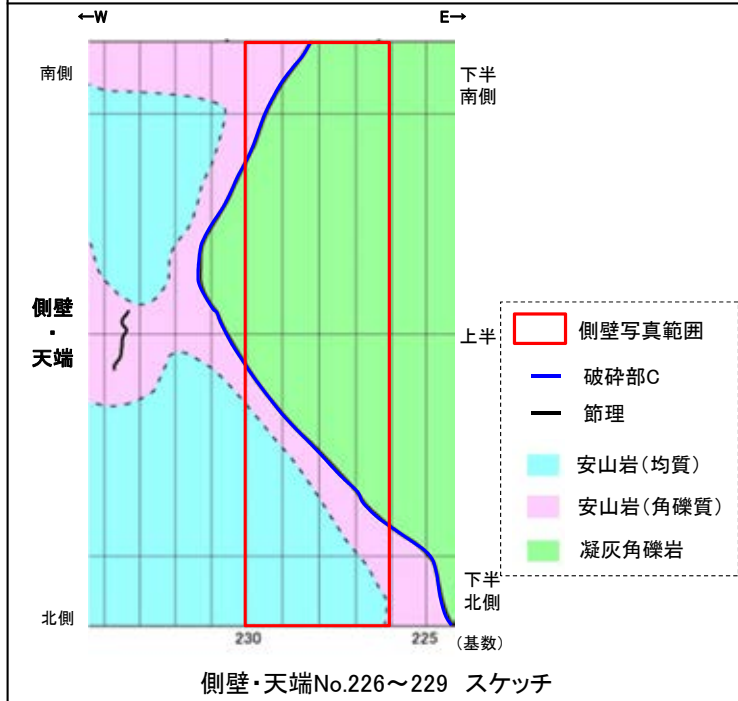 ←W E→
南側
下半
南側
側壁
・
天端
上半
側壁写真範囲
破砕部C
節理
安山岩(均質)
安山岩(角礫質)
凝灰角礫岩
下半
北側
北側
230 225 (基数)
側壁・天端No.226~229 スケッチ